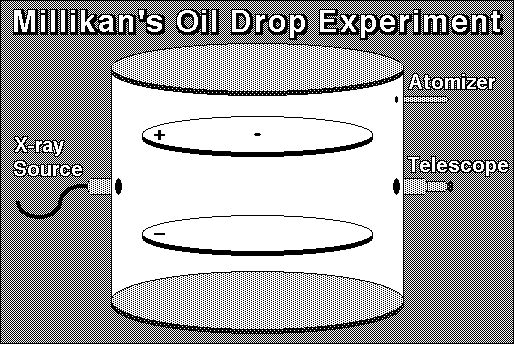 Millikan's Oil Drop Experiment
Atomizer
+
X-ray
Source
Telescope
−